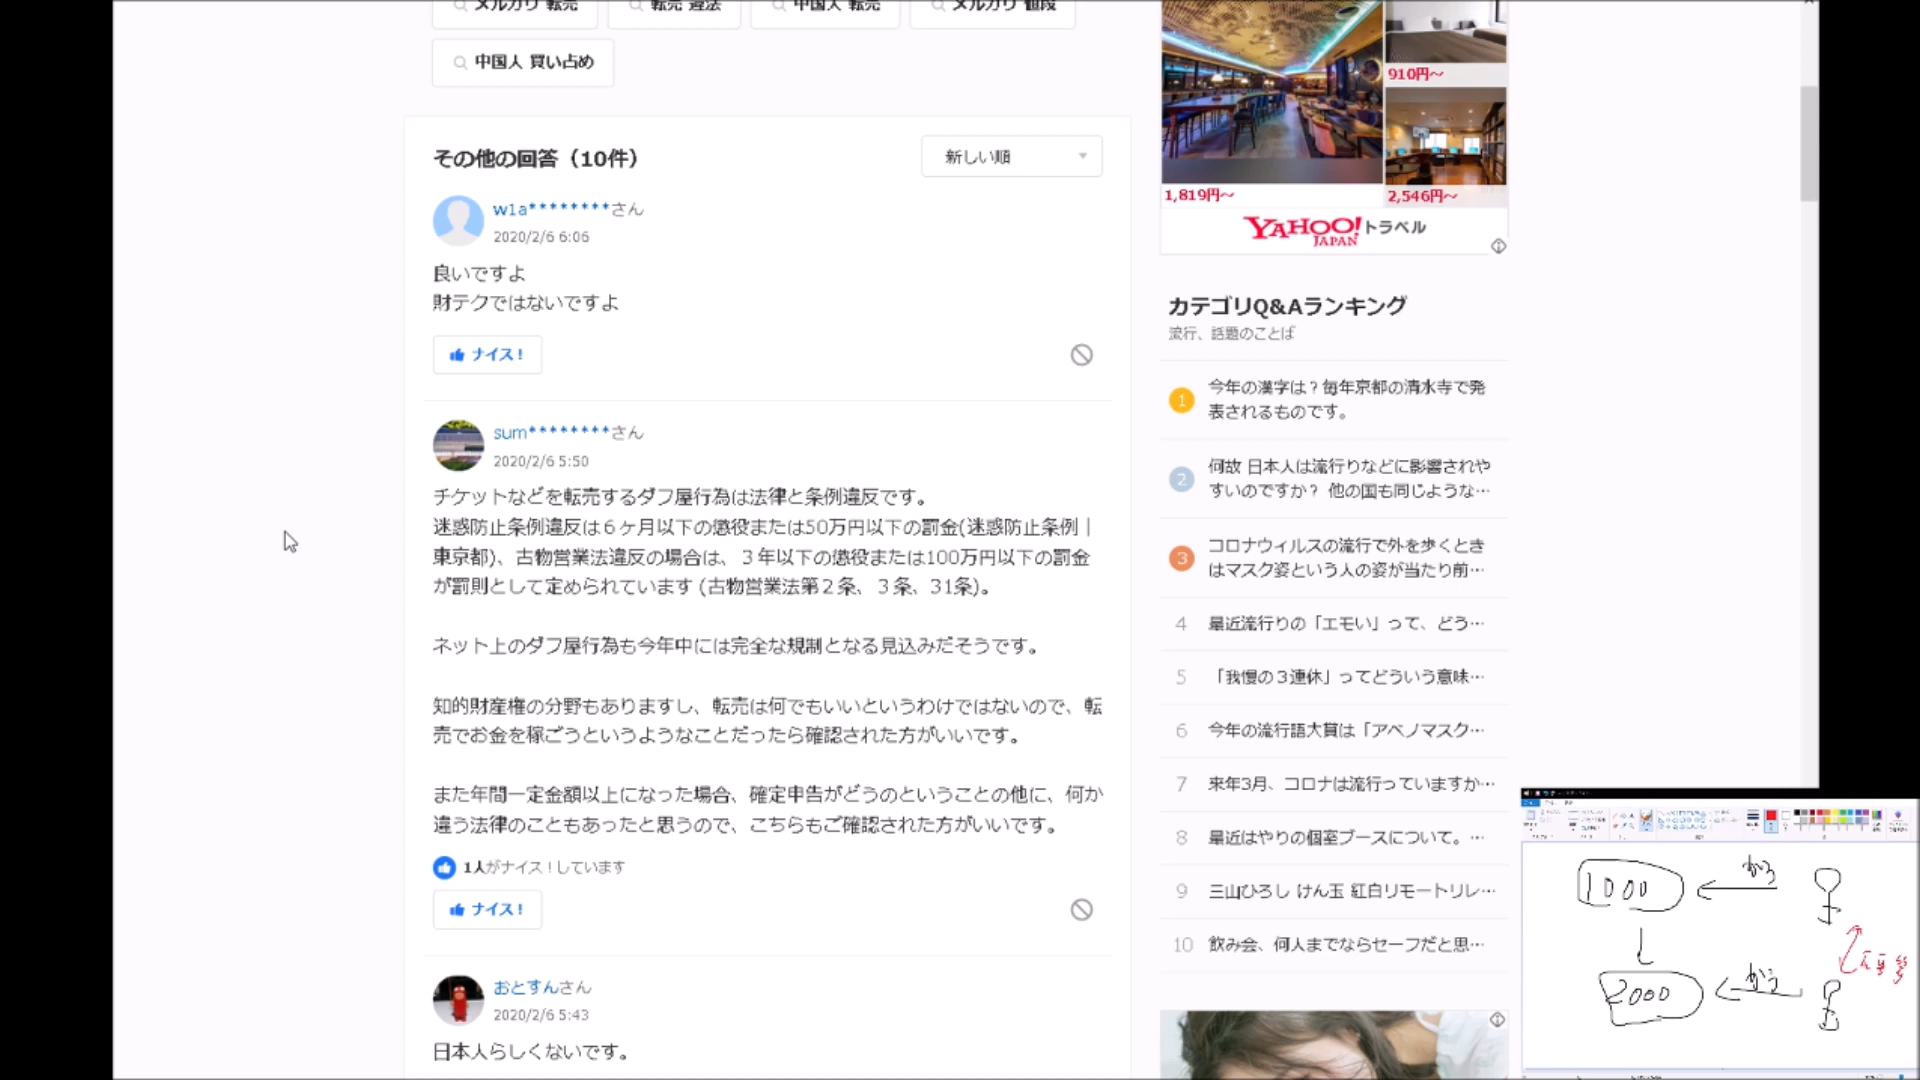 メルカリ 転売
転売 違法
中国人 転売
メルカリ 値段
中国人 買い占め
その他の回答（10件）
新しい順
w1a********さん
2020/2/6 6:06
良いですよ
財テクではないですよ
ナイス！
sum********さん
2020/2/6 5:50
チケットなどを転売するダフ屋行為は法律と条例違反です。
迷惑防止条例違反は６ヶ月以下の懲役または50万円以下の罰金(迷惑防止条例｜
東京都)、古物営業法違反の場合は、３年以下の懲役または100万円以下の罰金
が罰則として定められています (古物営業法第２条、３条、31条)。
ネット上のダフ屋行為も今年中には完全な規制となる見込みだそうです。
知的財産権の分野もありますし、転売は何でもいいというわけではないので、転
売でお金を稼ごうというようなことだったら確認された方がいいです。
また年間一定金額以上になった場合、確定申告がどうのということの他に、何か
違う法律のこともあったと思うので、こちらもご確認された方がいいです。
1人がナイス！しています
ナイス！
おとすんさん
2020/2/6 5:43
日本人らしくないです。
910円～
1,819円～
2,546円～
YAHOO! JAPAN トラベル
カテゴリQ&Aランキング
流行、話題のことば
1 今年の漢字は？毎年京都の清水寺で発
表されるものです。
2 何故 日本人は流行りなどに影響されや
すいのですか？ 他の国も同じような…
3 コロナウィルスの流行で外を歩くとき
はマスク姿という人の姿が当たり前…
4 最近流行りの「エモい」って、どう…
5 「我慢の３連休」ってどういう意味…
6 今年の流行語大賞は「アベノマスク…
7 来年3月、コロナは流行っていますか…
8 最近はやりの個室ブースについて。…
9 三山ひろし けん玉 紅白リモートリレ…
10 飲み会、何人までならセーフだと思…
1000
かう
2000
かう